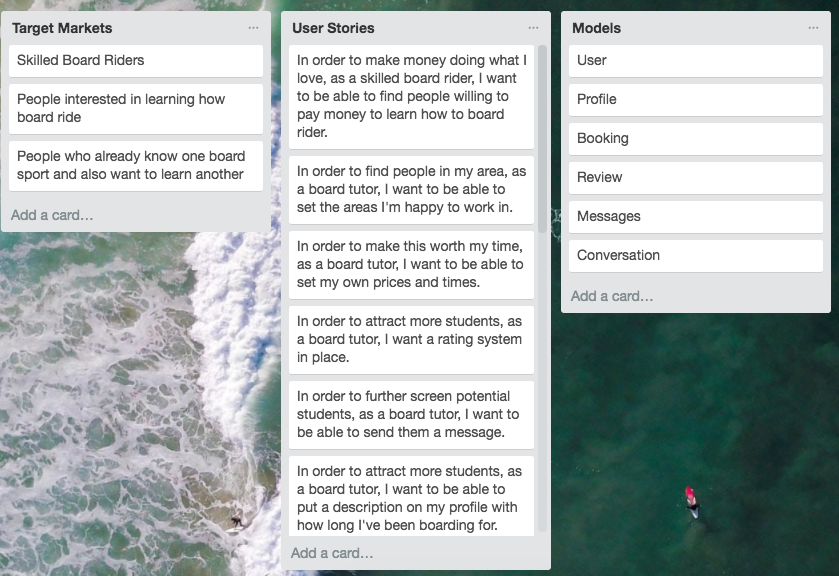 Target Markets
Skilled Board Riders
People interested in learning how
board ride
People who already know one board
sport and also want to learn another
Add a card…
User Stories
In order to make money doing what I
love, as a skilled board rider, I want
to be able to find people willing to
pay money to learn how to board
rider.
In order to find people in my area, as
a board tutor, I want to be able to
set the areas I'm happy to work in.
In order to make this worth my time,
as a board tutor, I want to be able to
set my own prices and times.
In order to attract more students, as
a board tutor, I want a rating system
in place.
In order to further screen potential
students, as a board tutor, I want to
be able to send them a message.
In order to attract more students, as
a board tutor, I want to be able to
put a description on my profile with
how long I've been boarding for.
Add a card…
Models
User
Profile
Booking
Review
Messages
Conversation
Add a card…